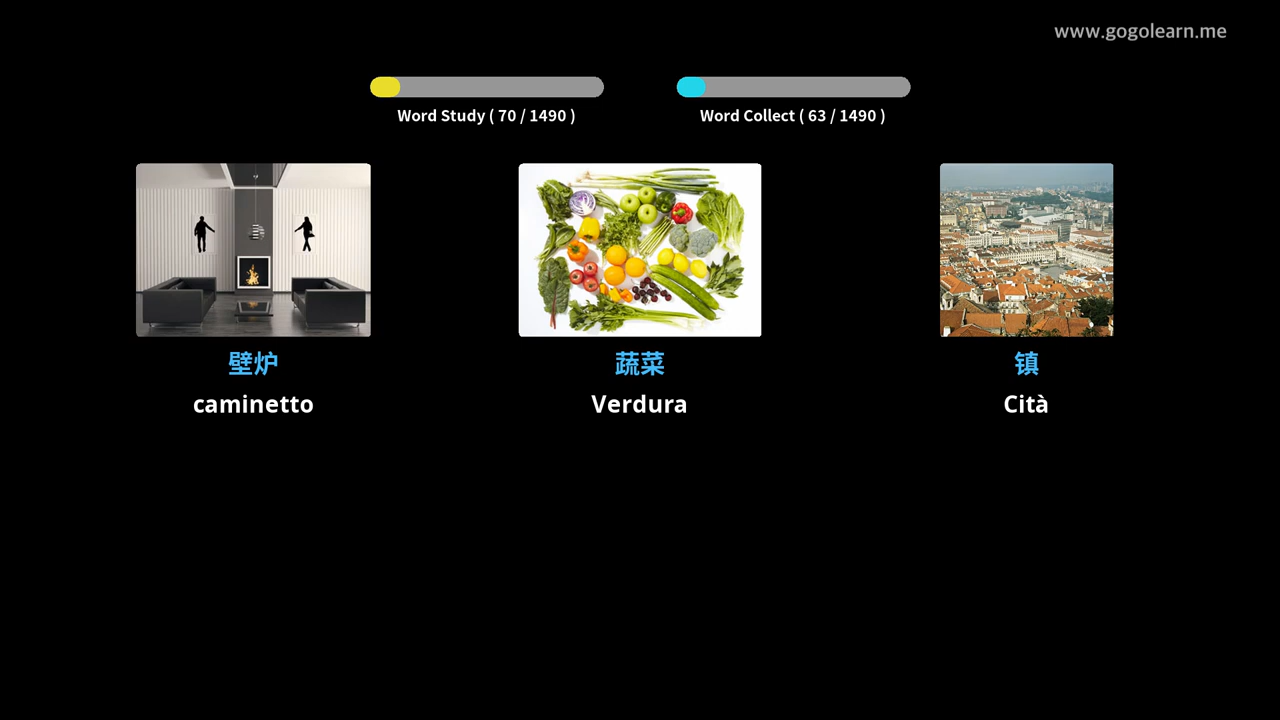 www.gogolearn.me
Word Study ( 70 / 1490 )
Word Collect ( 63 / 1490 )
壁炉
蔬菜
镇
caminetto
Verdura
Cità